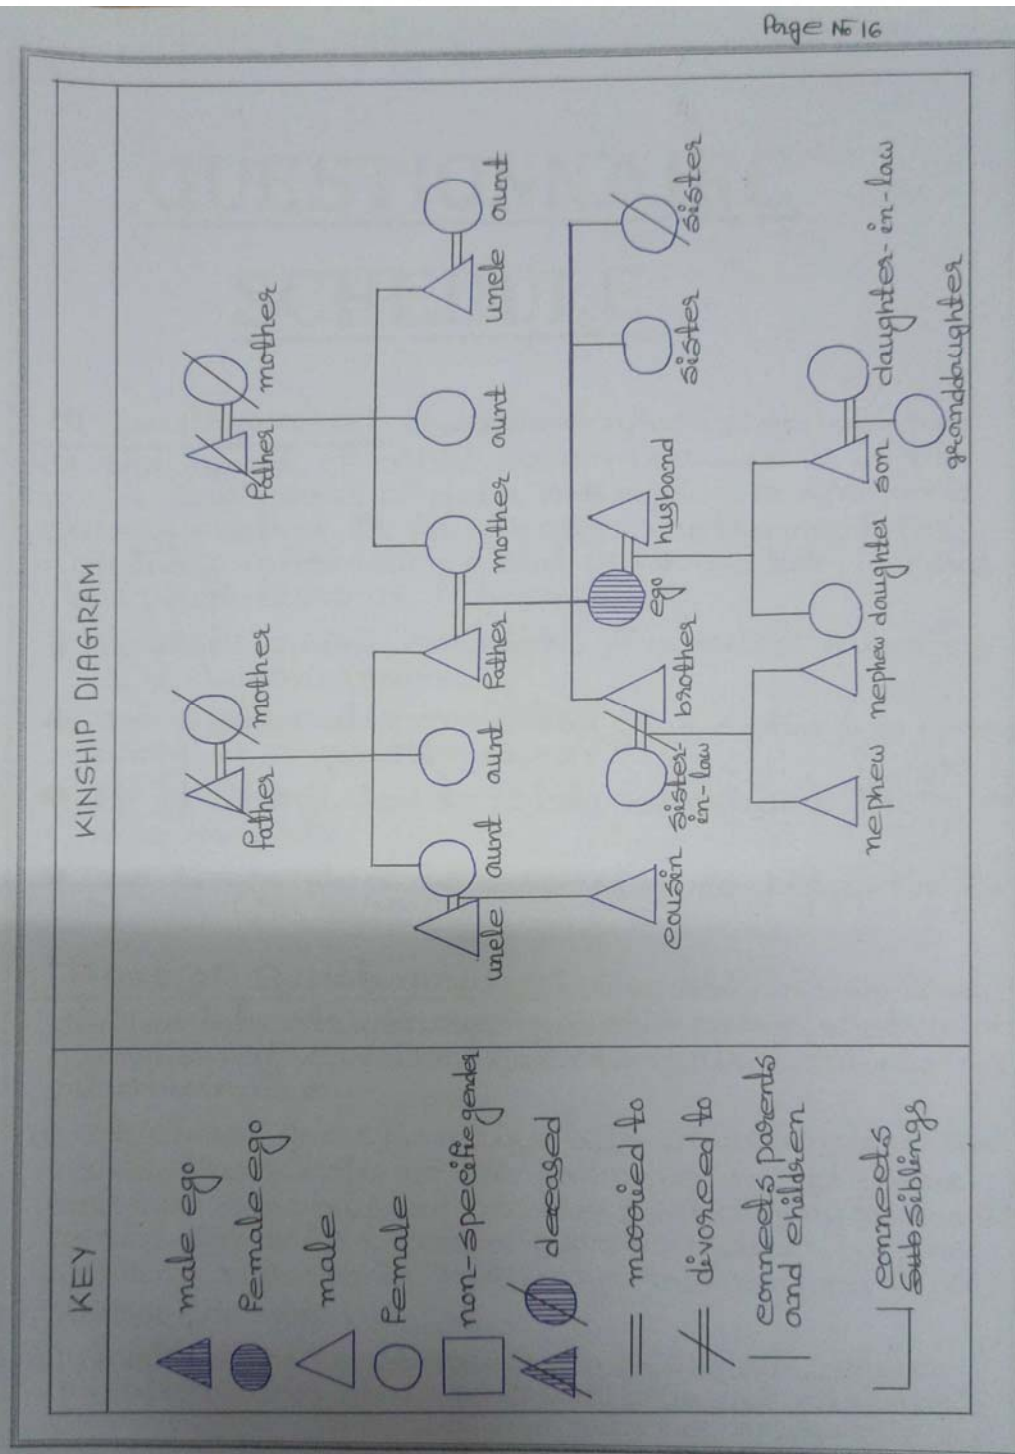 Page No 16
KEY
KINSHIP DIAGRAM
male ego
Female ego
male
Female
non-specific gender
deceased
married to
divorced to
connects parents
and children
connects
Sub siblings
Father
mother
Father
mother
uncle
aunt
aunt
Father
mother
aunt
uncle
aunt
cousin
sister-
in-law
brother
ego
husband
sister
sister
nephew
nephew
daughter
son
daughter-in-law
granddaughter